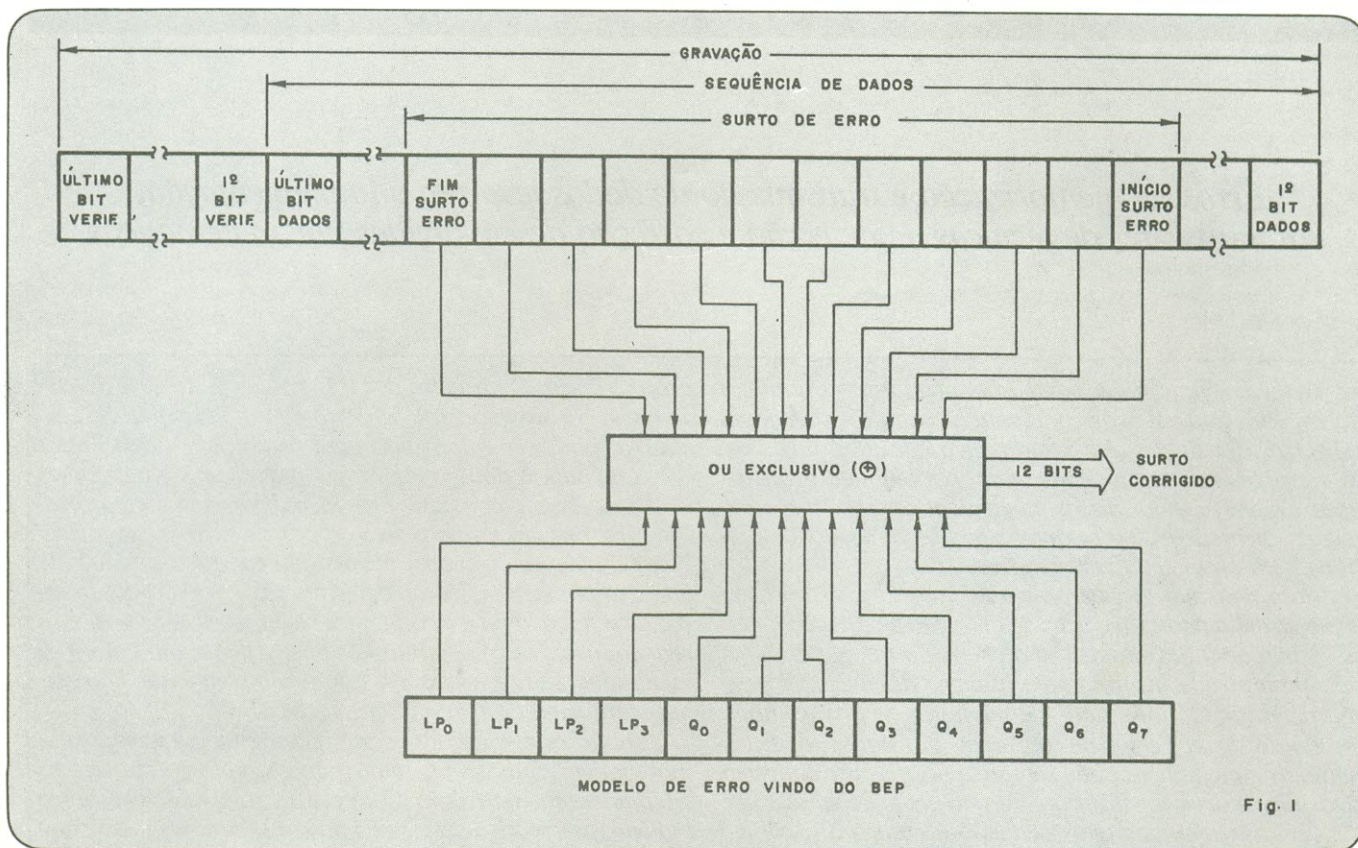 GRAVAÇÃO
SEQUÊNCIA DE DADOS
SURTO DE ERRO
ÚLTIMO BIT VERIF.
1º BIT VERIF.
ÚLTIMO BIT DADOS
FIM SURTO ERRO
INÍCIO SURTO ERRO
1º BIT DADOS
OU EXCLUSIVO (⊕)
12 BITS
SURTO CORRIGIDO
LP₀ LP₁ LP₂ LP₃ Q₀ Q₁ Q₂ Q₃ Q₄ Q₅ Q₆ Q₇
MODELO DE ERRO VINDO DO BEP
Fig. 1